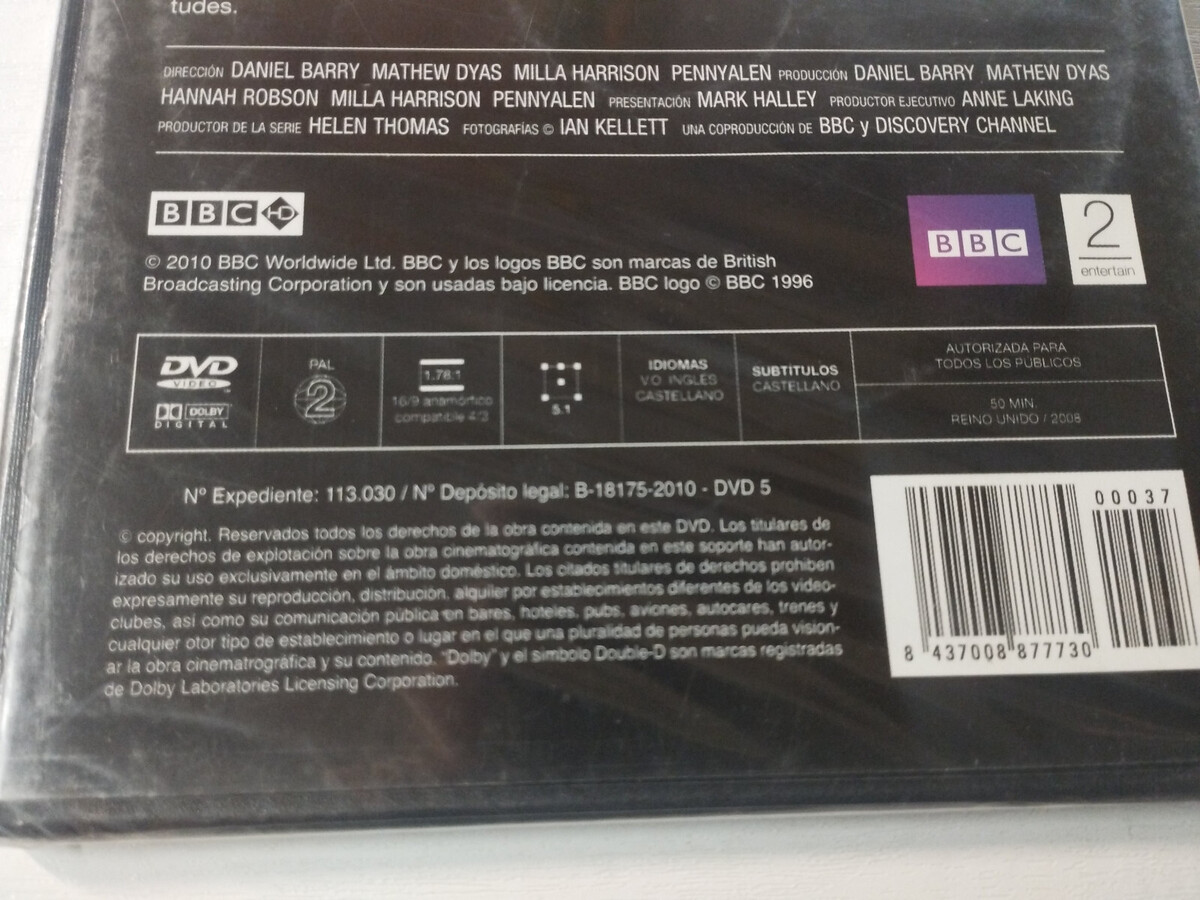 tudes.
DIRECCIÓN DANIEL BARRY MATHEW DYAS MILLA HARRISON PENNYALEN PRODUCCIÓN DANIEL BARRY MATHEW DYAS
HANNAH ROBSON MILLA HARRISON PENNYALEN PRESENTACIÓN MARK HALLEY PRODUCTOR EJECUTIVO ANNE LAKING
PRODUCTOR DE LA SERIE HELEN THOMAS FOTOGRAFÍAS © IAN KELLETT UNA COPRODUCCIÓN DE BBC y DISCOVERY CHANNEL
BBC HD
BBC
2
entertain
© 2010 BBC Worldwide Ltd. BBC y los logos BBC son marcas de British
Broadcasting Corporation y son usadas bajo licencia. BBC logo © BBC 1996
DVD
VIDEO
DOLBY
DIGITAL
PAL
2
1.78:1
16/9 anamórfico
compatible 4:3
5.1
IDIOMAS
V.O INGLÉS
CASTELLANO
SUBTÍTULOS
CASTELLANO
AUTORIZADA PARA
TODOS LOS PÚBLICOS
50 MIN.
REINO UNIDO / 2008
Nº Expediente: 113.030 / Nº Depósito legal: B-18175-2010 - DVD 5
© copyright. Reservados todos los derechos de la obra contenida en este DVD. Los titulares de
los derechos de explotación sobre la obra cinematográfica contenida en este soporte han autor-
izado su uso exclusivamente en el ámbito doméstico. Los citados titulares de derechos prohiben
expresamente su reproducción, distribución, alquiler por establecimientos diferentes de los video-
clubes, así como su comunicación pública en bares, hoteles, pubs, aviones, autocares, trenes y
cualquier otor tipo de establecimiento o lugar en el que una pluralidad de personas pueda vision-
ar la obra cinematrográfica y su contenido. "Dolby" y el símbolo Double-D son marcas registradas
de Dolby Laboratories Licensing Corporation.
00037
8 437008 877730